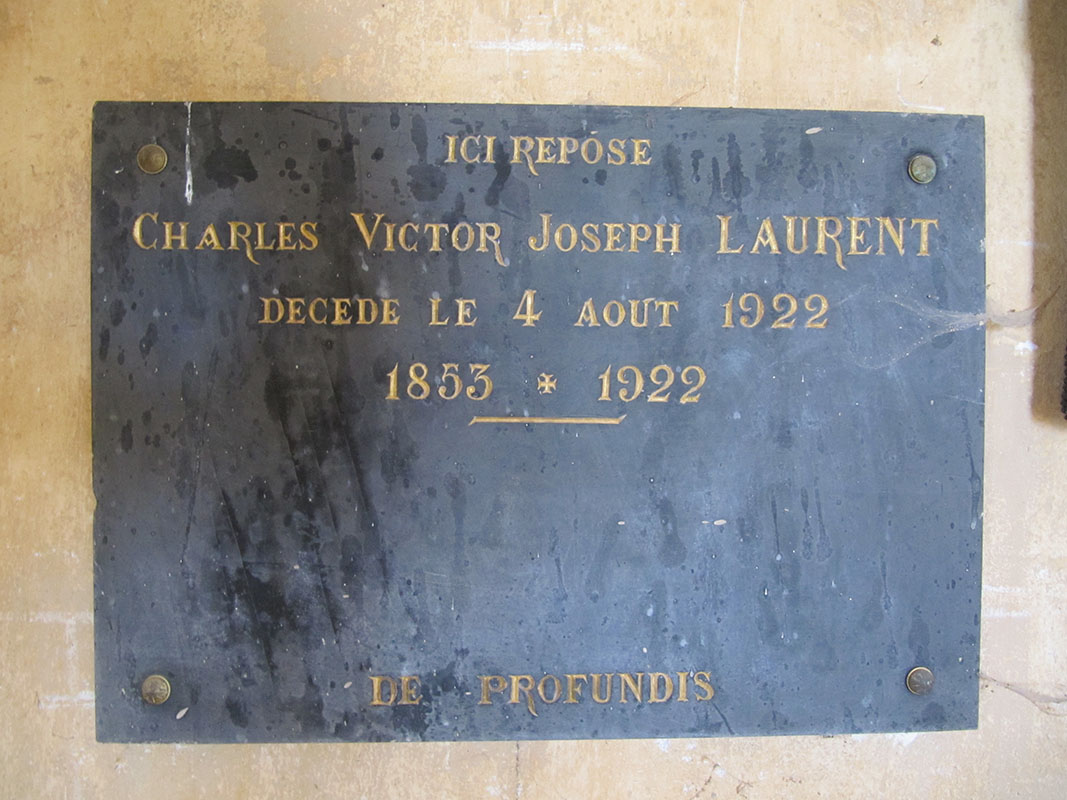 ICI REPOSE
CHARLES VICTOR JOSEPH LAURENT
DECEDE LE 4 AOUT 1922
1853 ✠ 1922
DE PROFUNDIS